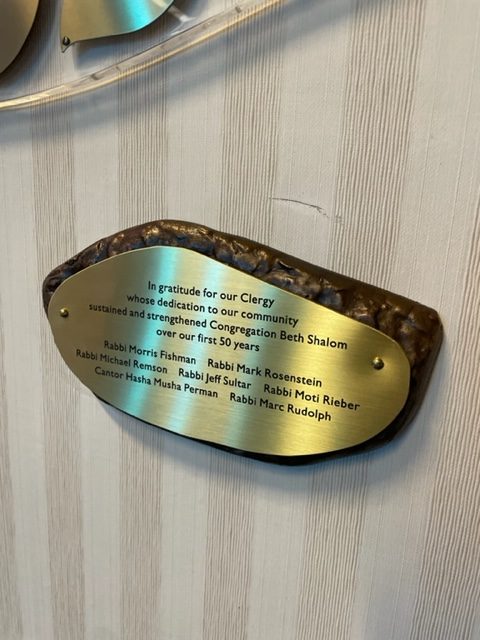 In gratitude for our Clergy
whose dedication to our community
sustained and strengthened Congregation Beth Shalom
over our first 50 years
Rabbi Morris Fishman Rabbi Mark Rosenstein
Rabbi Michael Remson Rabbi Jeff Sultar Rabbi Moti Rieber
Cantor Hasha Musha Perman Rabbi Marc Rudolph